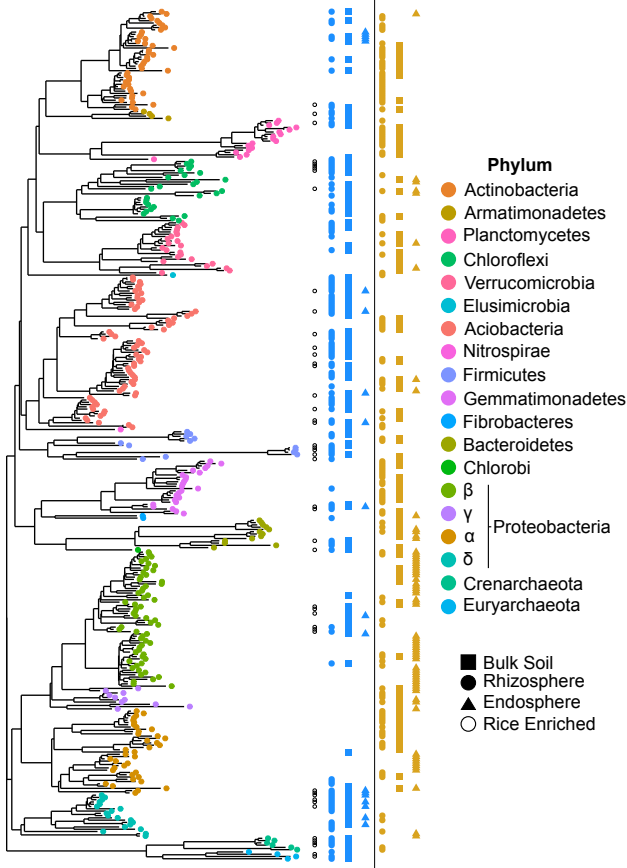 Phylum
Actinobacteria
Armatimonadetes
Planctomycetes
Chloroflexi
Verrucomicrobia
Elusimicrobia
Aciobacteria
Nitrospirae
Firmicutes
Gemmatimonadetes
Fibrobacteres
Bacteroidetes
Chlorobi
β
γ
Proteobacteria
α
δ
Crenarchaeota
Euryarchaeota
Bulk Soil
Rhizosphere
Endosphere
Rice Enriched